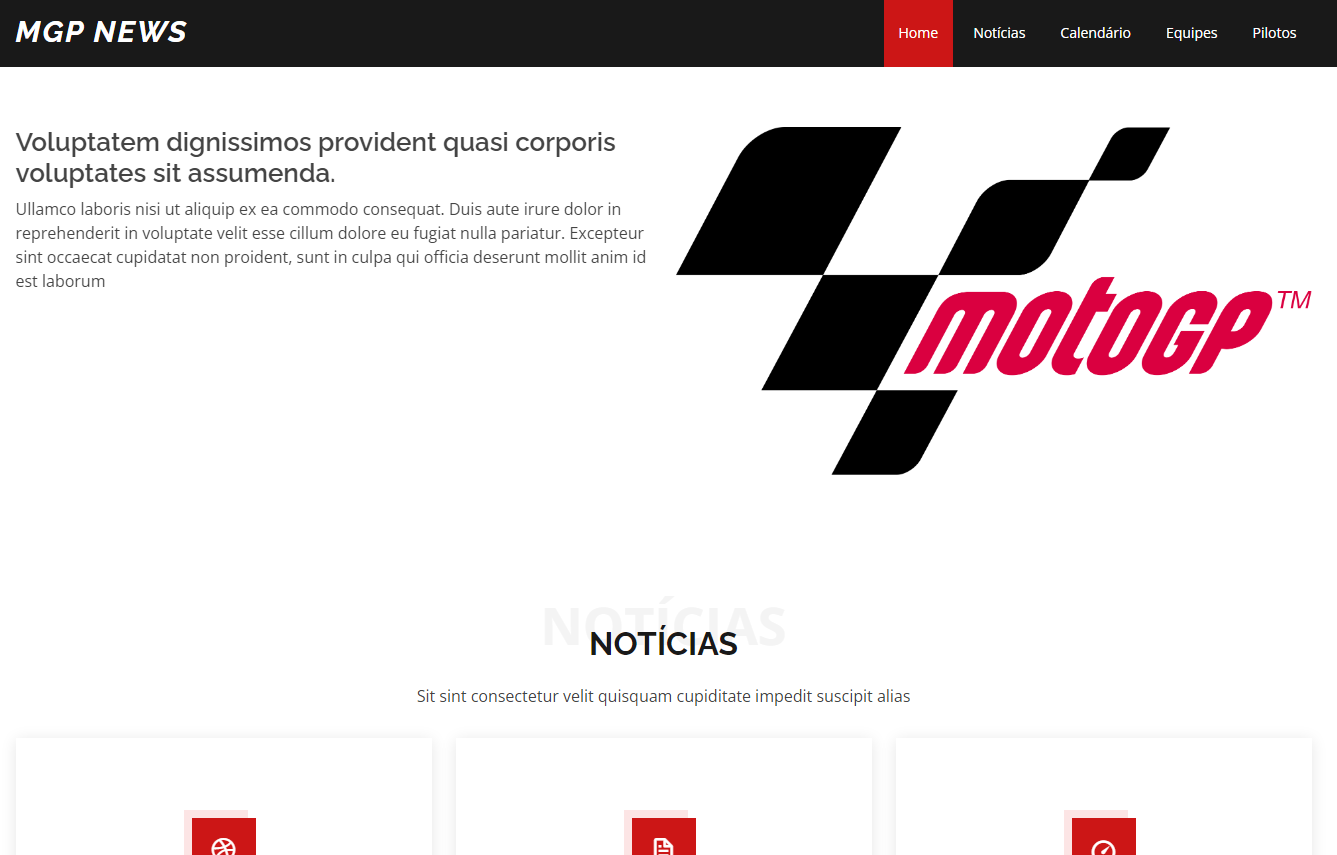 MGP NEWS
Home Notícias Calendário Equipes Pilotos
Voluptatem dignissimos provident quasi corporis
voluptates sit assumenda.
Ullamco laboris nisi ut aliquip ex ea commodo consequat. Duis aute irure dolor in
reprehenderit in voluptate velit esse cillum dolore eu fugiat nulla pariatur. Excepteur
sint occaecat cupidatat non proident, sunt in culpa qui officia deserunt mollit anim id
est laborum
motoGP TM
NOTÍCIAS
NOTÍCIAS
Sit sint consectetur velit quisquam cupiditate impedit suscipit alias